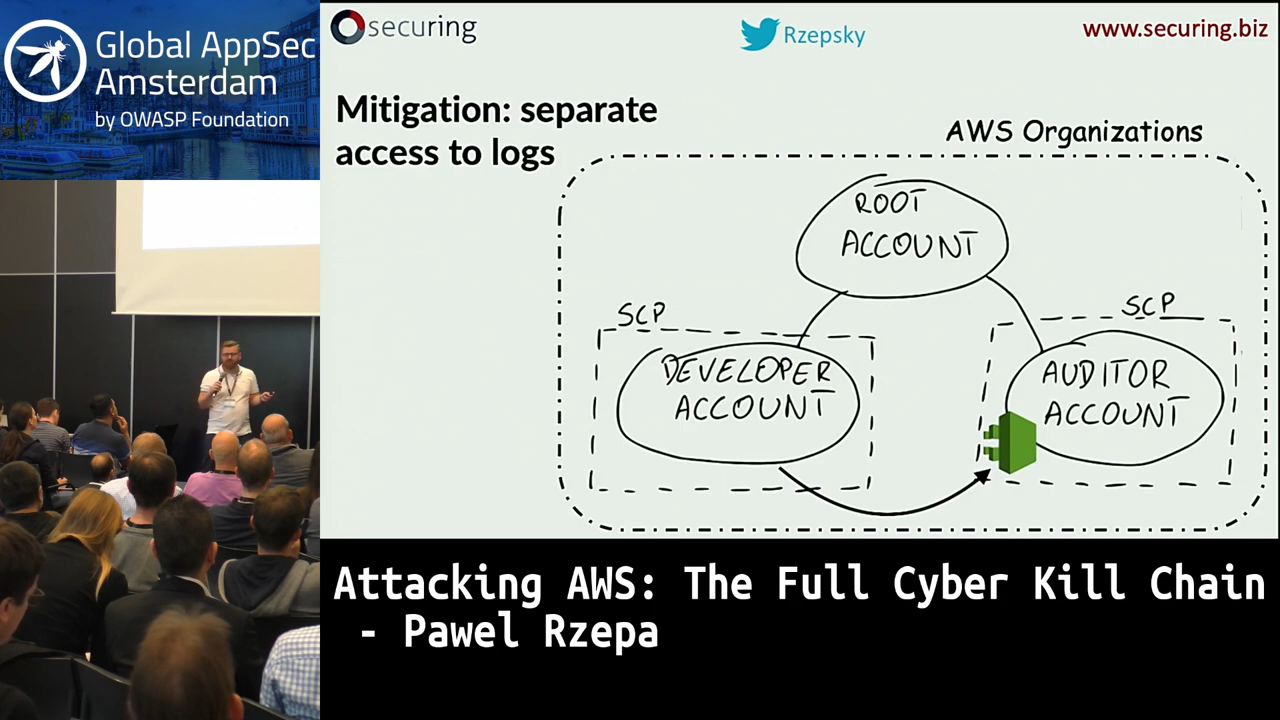 Global AppSec
Amsterdam
by OWASP Foundation
securing
Rzepsky
www.securing.biz
Mitigation: separate
access to logs
AWS Organizations
ROOT
ACCOUNT
SCP
DEVELOPER
ACCOUNT
SCP
AUDITOR
ACCOUNT
Attacking AWS: The Full Cyber Kill Chain
- Pawel Rzepa